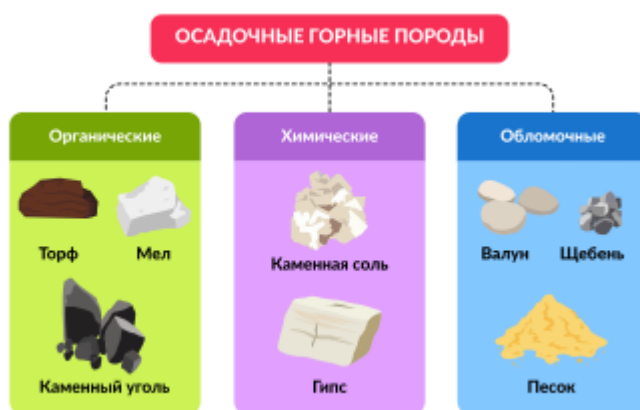 ОСАДОЧНЫЕ ГОРНЫЕ ПОРОДЫ
Органические
Торф
Мел
Каменный уголь
Химические
Каменная соль
Гипс
Обломочные
Валун
Щебень
Песок